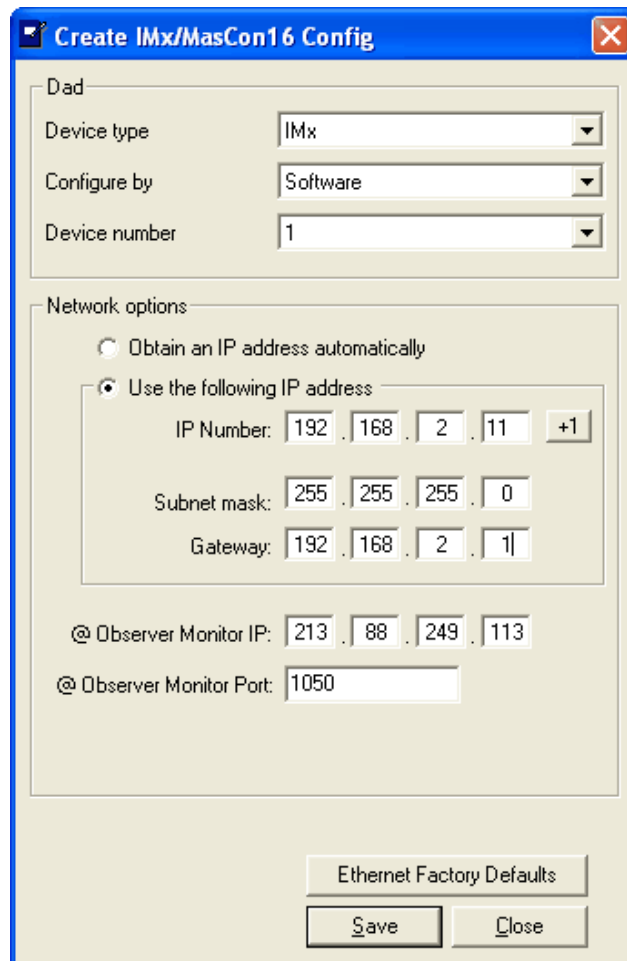 Create IMx/MasCon16 Config
Dad
Device type IMx
Configure by Software
Device number 1
Network options
Obtain an IP address automatically
Use the following IP address
IP Number: 192 . 168 . 2 . 11 +1
Subnet mask: 255 . 255 . 255 . 0
Gateway: 192 . 168 . 2 . 1
@ Observer Monitor IP: 213 . 88 . 249 . 113
@ Observer Monitor Port: 1050
Ethernet Factory Defaults
Save Close